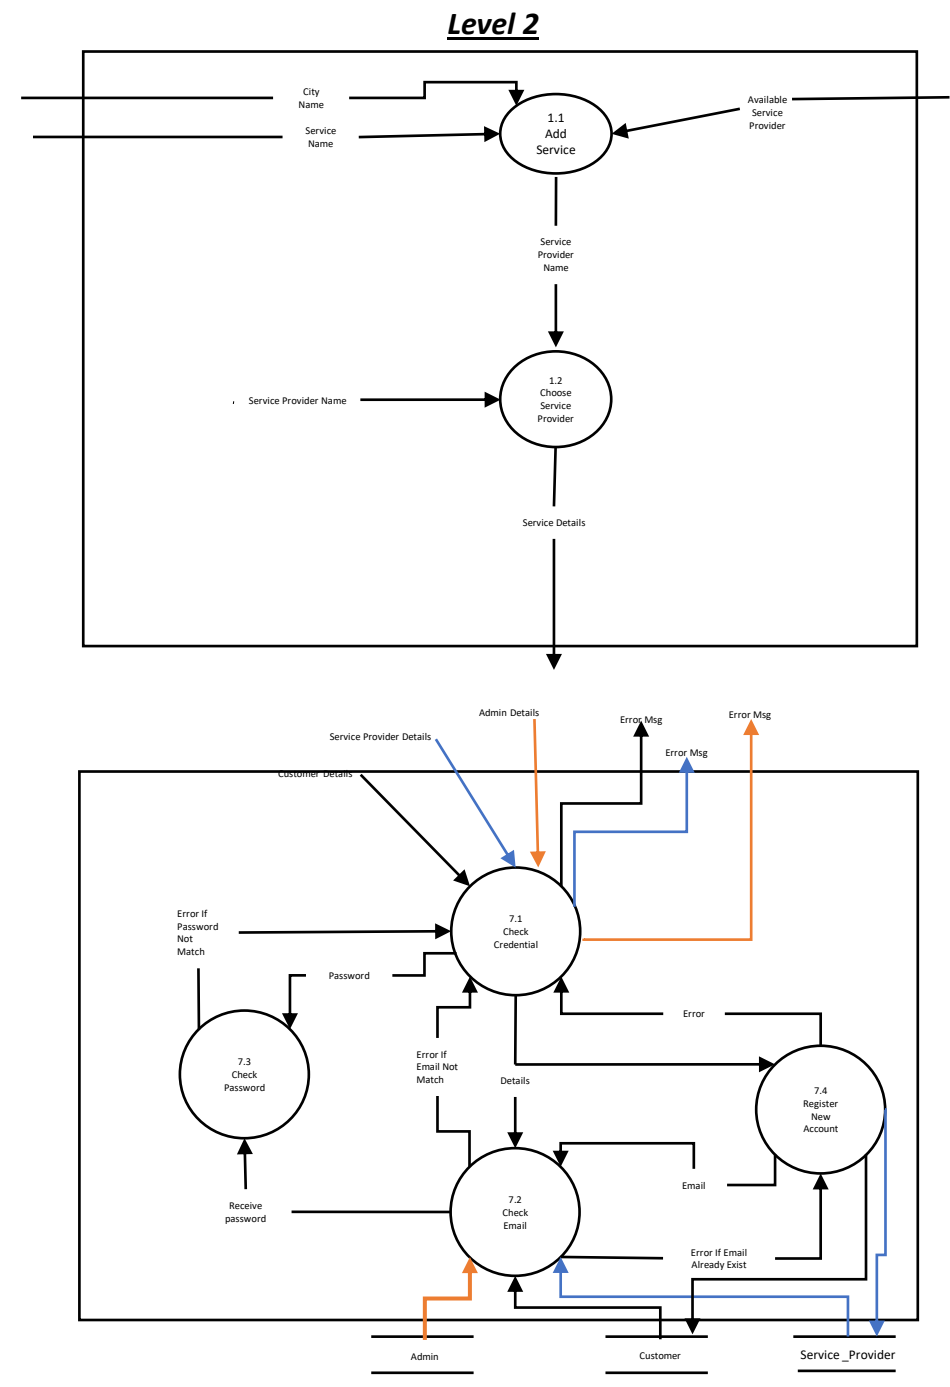 Level 2
City
Name
Service
Name
1.1
Add
Service
Available
Service
Provider
Service
Provider
Name
1.2
Choose
Service
Provider
, Service Provider Name
Service Details
Admin Details
Error Msg
Error Msg
Service Provider Details
Error Msg
Customer Details
7.1
Check
Credential
Error If
Password
Not
Match
Password
Error
7.3
Check
Password
Error If
Email Not
Match
Details
7.4
Register
New
Account
Email
7.2
Check
Email
Receive
password
Error If Email
Already Exist
Admin
Customer
Service _Provider